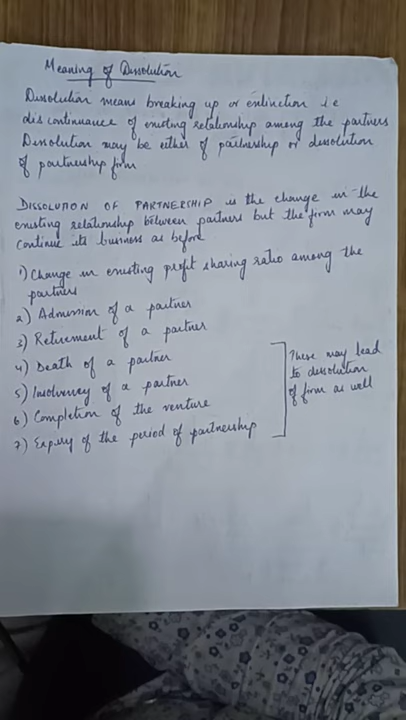 Meaning of Dissolution
Dissolution means breaking up or extinction i.e
discontinuance of existing relationship among the partners
Dissolution may be either of partnership or dissolution
of partnership firm
DISSOLUTION OF PARTNERSHIP is the change in the
existing relationship between partners but the firm may
continue its business as before
1) Change in existing profit sharing ratio among the
partners
2) Admission of a partner
3) Retirement of a partner
4) Death of a partner
5) Insolvency of a partner
6) Completion of the venture
7) Expiry of the period of partnership
These may lead
to dissolution
of firm as well